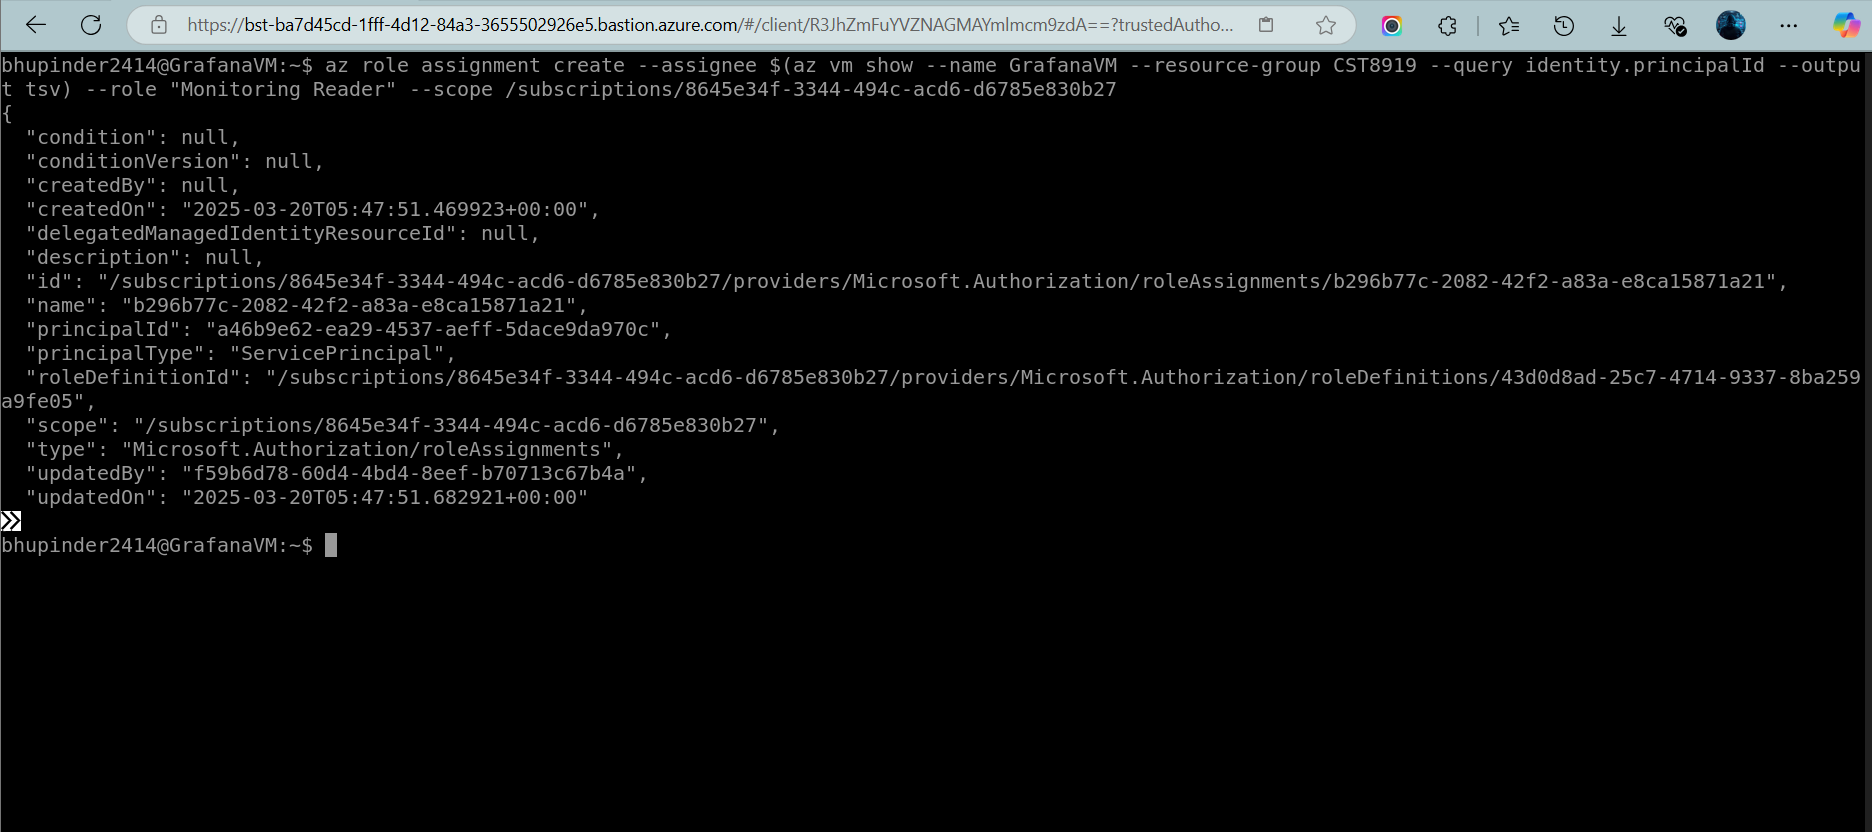 https://bst-ba7d45cd-1fff-4d12-84a3-3655502926e5.bastion.azure.com/#/client/R3JhZmFuYVZNAGMAYmlmcm9zdA==?trustedAutho...
bhupinder2414@GrafanaVM:~$ az role assignment create --assignee $(az vm show --name GrafanaVM --resource-group CST8919 --query identity.principalId --outpu
t tsv) --role "Monitoring Reader" --scope /subscriptions/8645e34f-3344-494c-acd6-d6785e830b27
{
  "condition": null,
  "conditionVersion": null,
  "createdBy": null,
  "createdOn": "2025-03-20T05:47:51.469923+00:00",
  "delegatedManagedIdentityResourceId": null,
  "description": null,
  "id": "/subscriptions/8645e34f-3344-494c-acd6-d6785e830b27/providers/Microsoft.Authorization/roleAssignments/b296b77c-2082-42f2-a83a-e8ca15871a21",
  "name": "b296b77c-2082-42f2-a83a-e8ca15871a21",
  "principalId": "a46b9e62-ea29-4537-aeff-5dace9da970c",
  "principalType": "ServicePrincipal",
  "roleDefinitionId": "/subscriptions/8645e34f-3344-494c-acd6-d6785e830b27/providers/Microsoft.Authorization/roleDefinitions/43d0d8ad-25c7-4714-9337-8ba259
a9fe05",
  "scope": "/subscriptions/8645e34f-3344-494c-acd6-d6785e830b27",
  "type": "Microsoft.Authorization/roleAssignments",
  "updatedBy": "f59b6d78-60d4-4bd4-8eef-b70713c67b4a",
  "updatedOn": "2025-03-20T05:47:51.682921+00:00"
bhupinder2414@GrafanaVM:~$